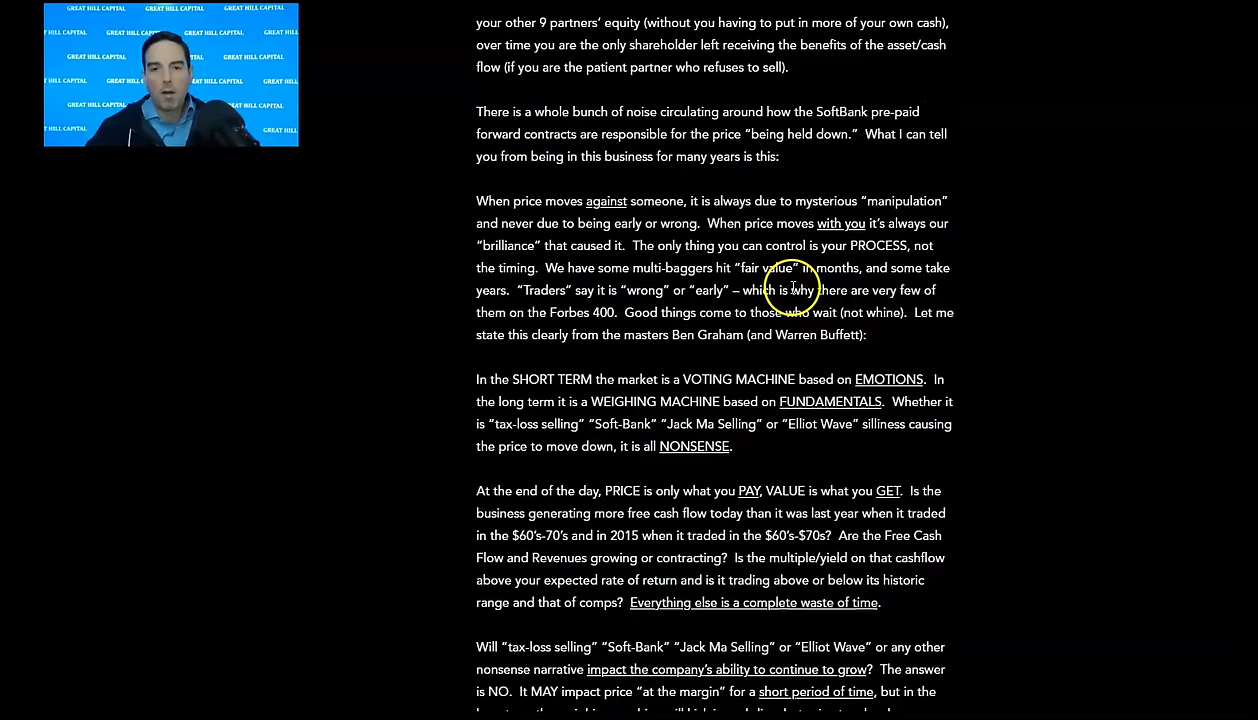 GREAT HILL CAPITAL GREAT HILL CAPITAL
GREAT HILL CAPITAL
GREAT HILL CAPITAL
GREAT HILL CAPITAL
GREAT HILL CAPITAL
GREAT HILL
your other 9 partners' equity (without you having to put in more of your own cash),
over time you are the only shareholder left receiving the benefits of the asset/cash
flow (if you are the patient partner who refuses to sell).
There is a whole bunch of noise circulating around how the SoftBank pre-paid
forward contracts are responsible for the price “being held down.” What I can tell
you from being in this business for many years is this:
When price moves against someone, it is always due to mysterious “manipulation”
and never due to being early or wrong. When price moves with you it's always our
“brilliance” that caused it. The only thing you can control is your PROCESS, not
the timing. We have some multi-baggers hit “fair value” in months, and some take
years. “Traders” say it is “wrong” or “early” – which is why there are very few of
them on the Forbes 400. Good things come to those who wait (not whine). Let me
state this clearly from the masters Ben Graham (and Warren Buffett):
In the SHORT TERM the market is a VOTING MACHINE based on EMOTIONS. In
the long term it is a WEIGHING MACHINE based on FUNDAMENTALS. Whether it
is “tax-loss selling” “Soft-Bank” “Jack Ma Selling” or “Elliot Wave” silliness causing
the price to move down, it is all NONSENSE.
At the end of the day, PRICE is only what you PAY, VALUE is what you GET. Is the
business generating more free cash flow today than it was last year when it traded
in the $60's-70's and in 2015 when it traded in the $60's-$70s? Are the Free Cash
Flow and Revenues growing or contracting? Is the multiple/yield on that cashflow
above your expected rate of return and is it trading above or below its historic
range and that of comps? Everything else is a complete waste of time.
Will “tax-loss selling” “Soft-Bank” “Jack Ma Selling” or “Elliot Wave” or any other
nonsense narrative impact the company's ability to continue to grow? The answer
is NO. It MAY impact price “at the margin” for a short period of time, but in the